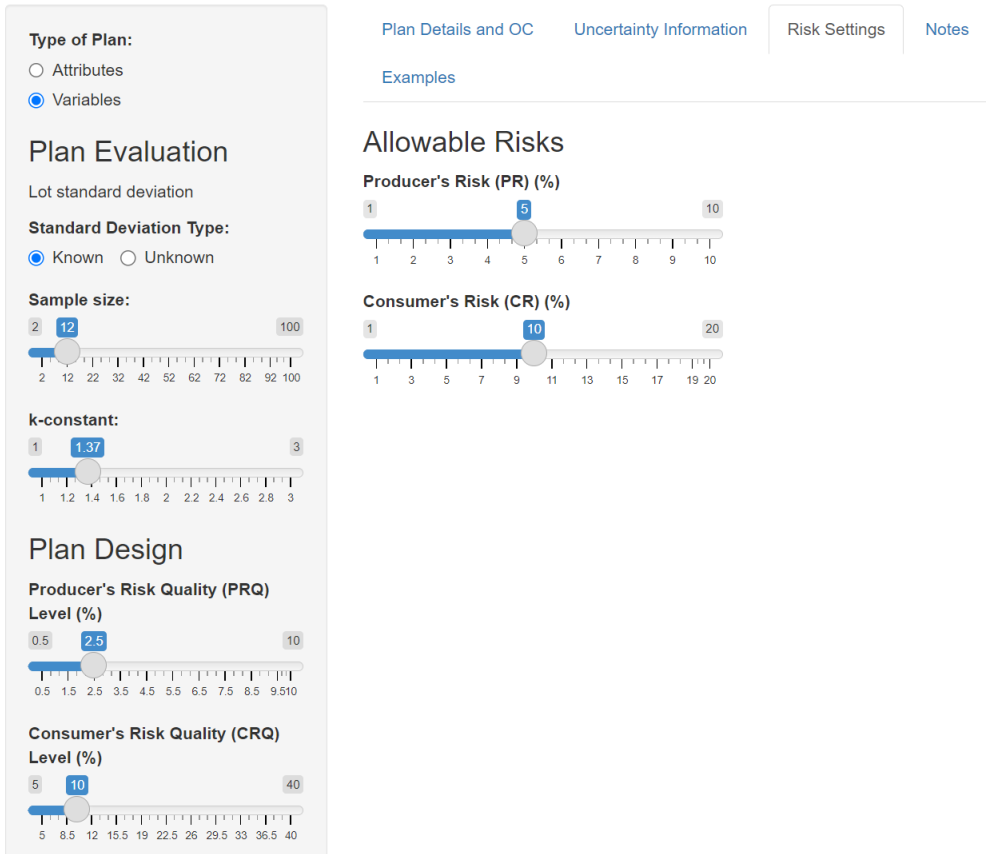 Type of Plan:
Attributes
Variables
Plan Evaluation
Lot standard deviation
Standard Deviation Type:
Known Unknown
Sample size:
2 12 100
2 12 22 32 42 52 62 72 82 92 100
k-constant:
1 1.37 3
1 1.2 1.4 1.6 1.8 2 2.2 2.4 2.6 2.8 3
Plan Design
Producer's Risk Quality (PRQ)
Level (%)
0.5 2.5 10
0.5 1.5 2.5 3.5 4.5 5.5 6.5 7.5 8.5 9.510
Consumer's Risk Quality (CRQ)
Level (%)
5 10 40
5 8.5 12 15.5 19 22.5 26 29.5 33 36.5 40
Plan Details and OC Uncertainty Information Risk Settings Notes
Examples
Allowable Risks
Producer's Risk (PR) (%)
1 5 10
1 2 3 4 5 6 7 8 9 10
Consumer's Risk (CR) (%)
1 10 20
1 3 5 7 9 11 13 15 17 19 20